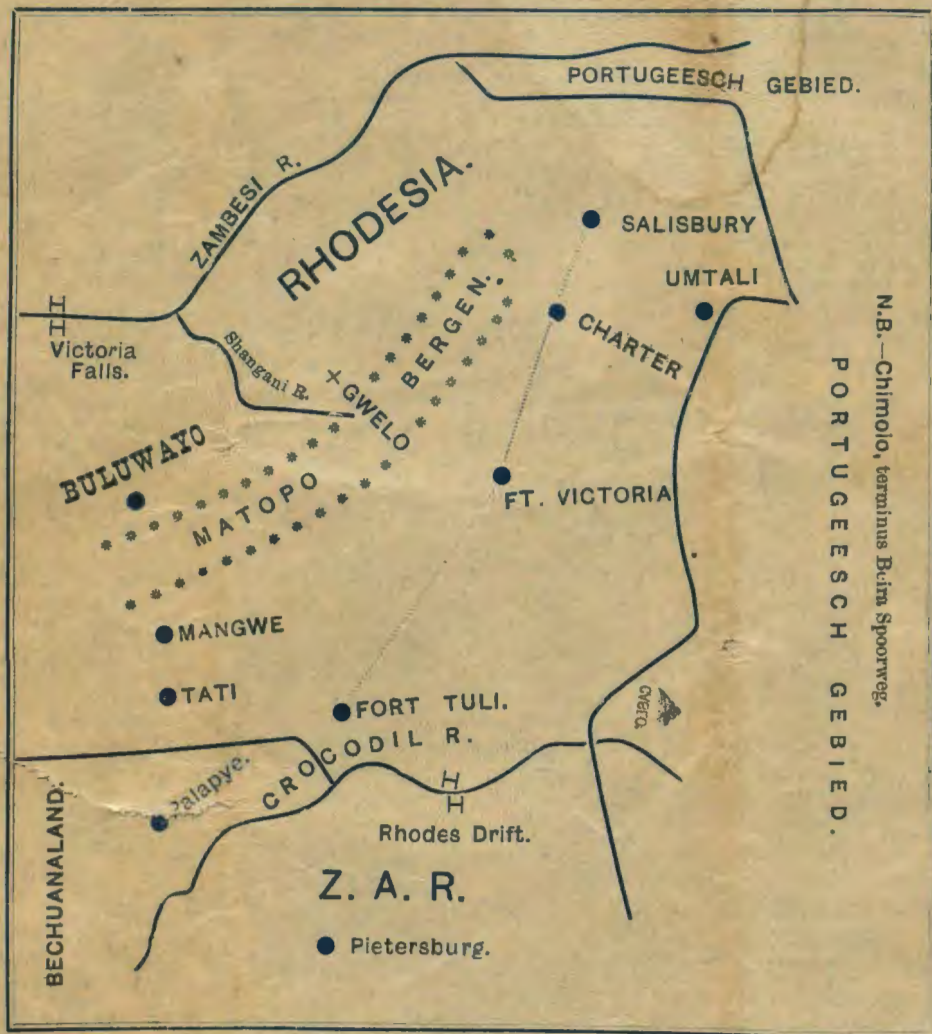 PORTUGEESCH GEBIED.
ZAMBESI R.
RHODESIA.
SALISBURY
UMTALI
CHARTER
Victoria
Falls.
Shangani R.
GWELO
MATOPO BERGEN.
BULUWAYO
FT. VICTORIA
MANGWE
TATI
FORT TULI.
CROCODIL R.
Palapye.
BECHUANALAND.
Rhodes Drift.
Z. A. R.
Pietersburg.
PORTUGEESCH GEBIED.
N.B.—Chimoio, terminus Beira Spoorweg.